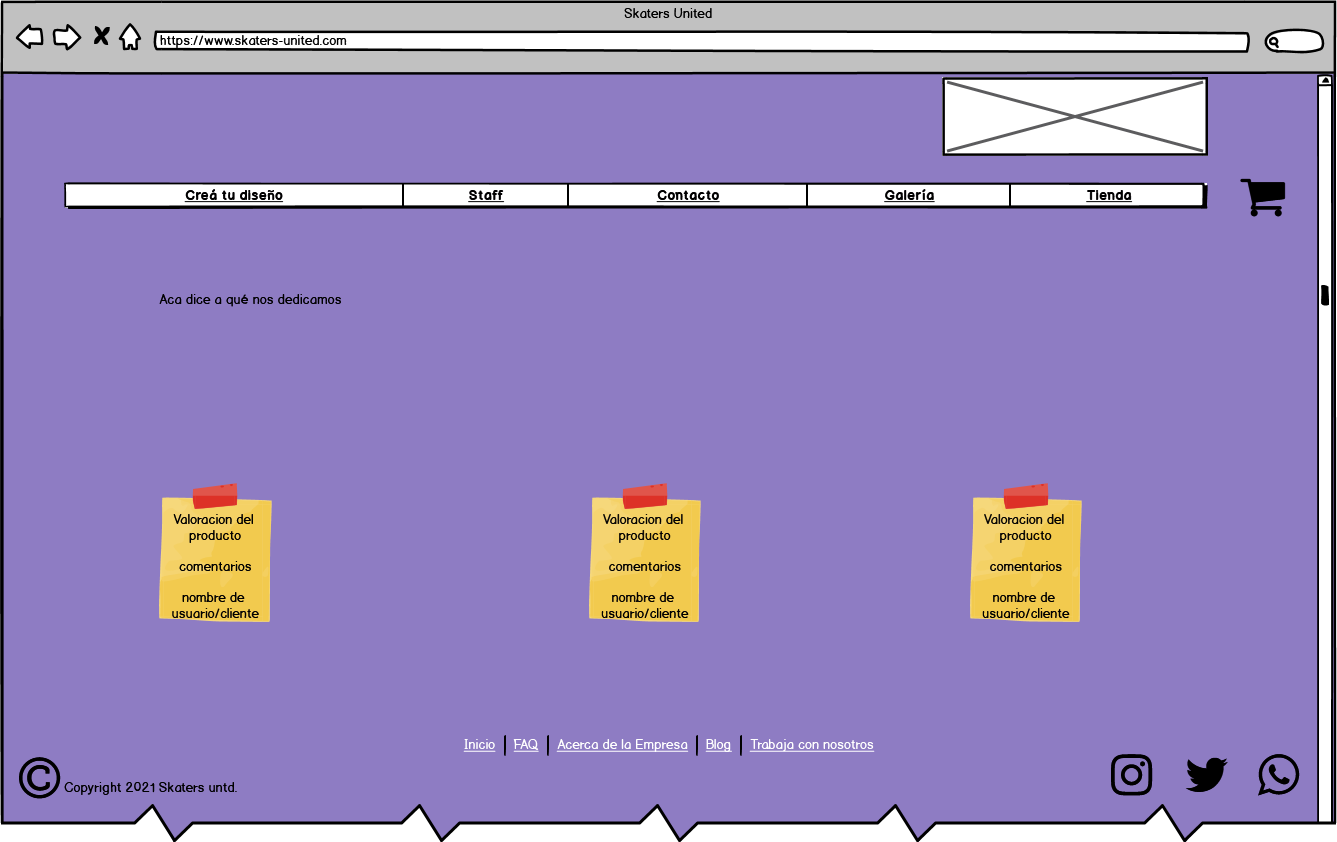 Skaters United
https://www.skaters-united.com
Creá tu diseño Staff Contacto Galería Tienda
Aca dice a qué nos dedicamos
Valoracion del
producto
comentarios
nombre de
usuario/cliente
Valoracion del
producto
comentarios
nombre de
usuario/cliente
Valoracion del
producto
comentarios
nombre de
usuario/cliente
Inicio FAQ Acerca de la Empresa Blog Trabaja con nosotros
© Copyright 2021 Skaters untd.